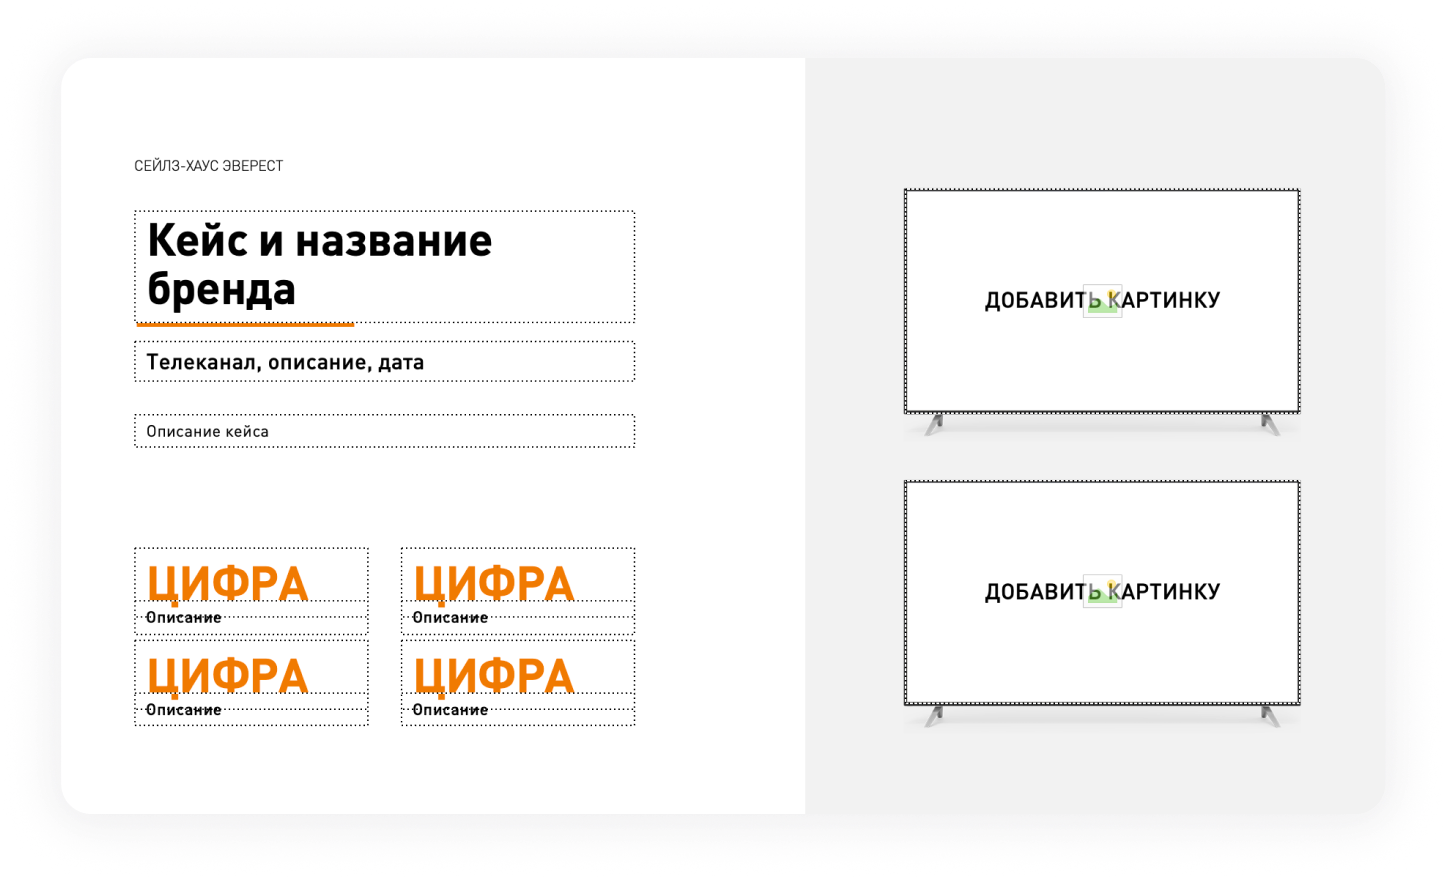 СЕЙЛЗ-ХАУС ЭВЕРЕСТ
Кейс и название
бренда
Телеканал, описание, дата
Описание кейса
ЦИФРА
Описание
ЦИФРА
Описание
ЦИФРА
Описание
ЦИФРА
Описание
ДОБАВИТЬ КАРТИНКУ
ДОБАВИТЬ КАРТИНКУ